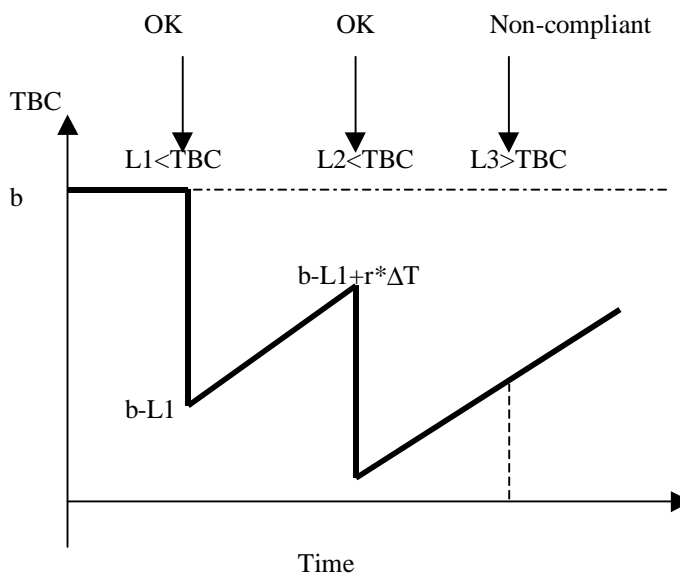 OK OK Non-compliant
TBC
L1<TBC L2<TBC L3>TBC
b
b-L1+r*ΔT
b-L1
Time